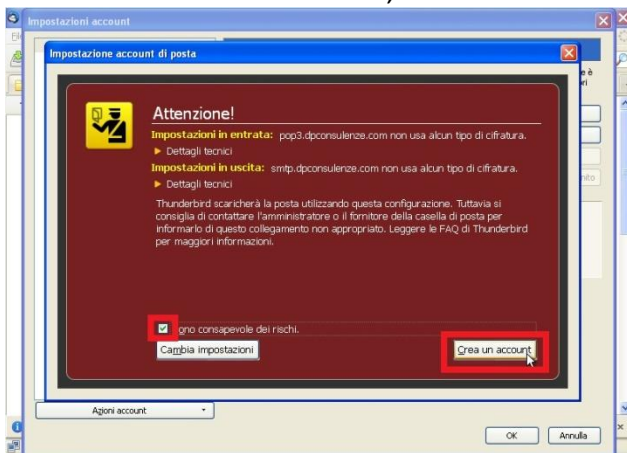 Impostazioni account
Impostazione account di posta
Attenzione!
Impostazioni in entrata: pop3.dpconsulenze.com non usa alcun tipo di cifratura.
Dettagli tecnici
Impostazioni in uscita: smtp.dpconsulenze.com non usa alcun tipo di cifratura.
Dettagli tecnici
Thunderbird scaricherà la posta utilizzando questa configurazione. Tuttavia si
consiglia di contattare l'amministratore o il fornitore della casella di posta per
informarlo di questo collegamento non appropriato. Leggere le FAQ di Thunderbird
per maggiori informazioni.
ono consapevole dei rischi.
Cambia impostazioni
Crea un account
Azioni account
OK
Annulla